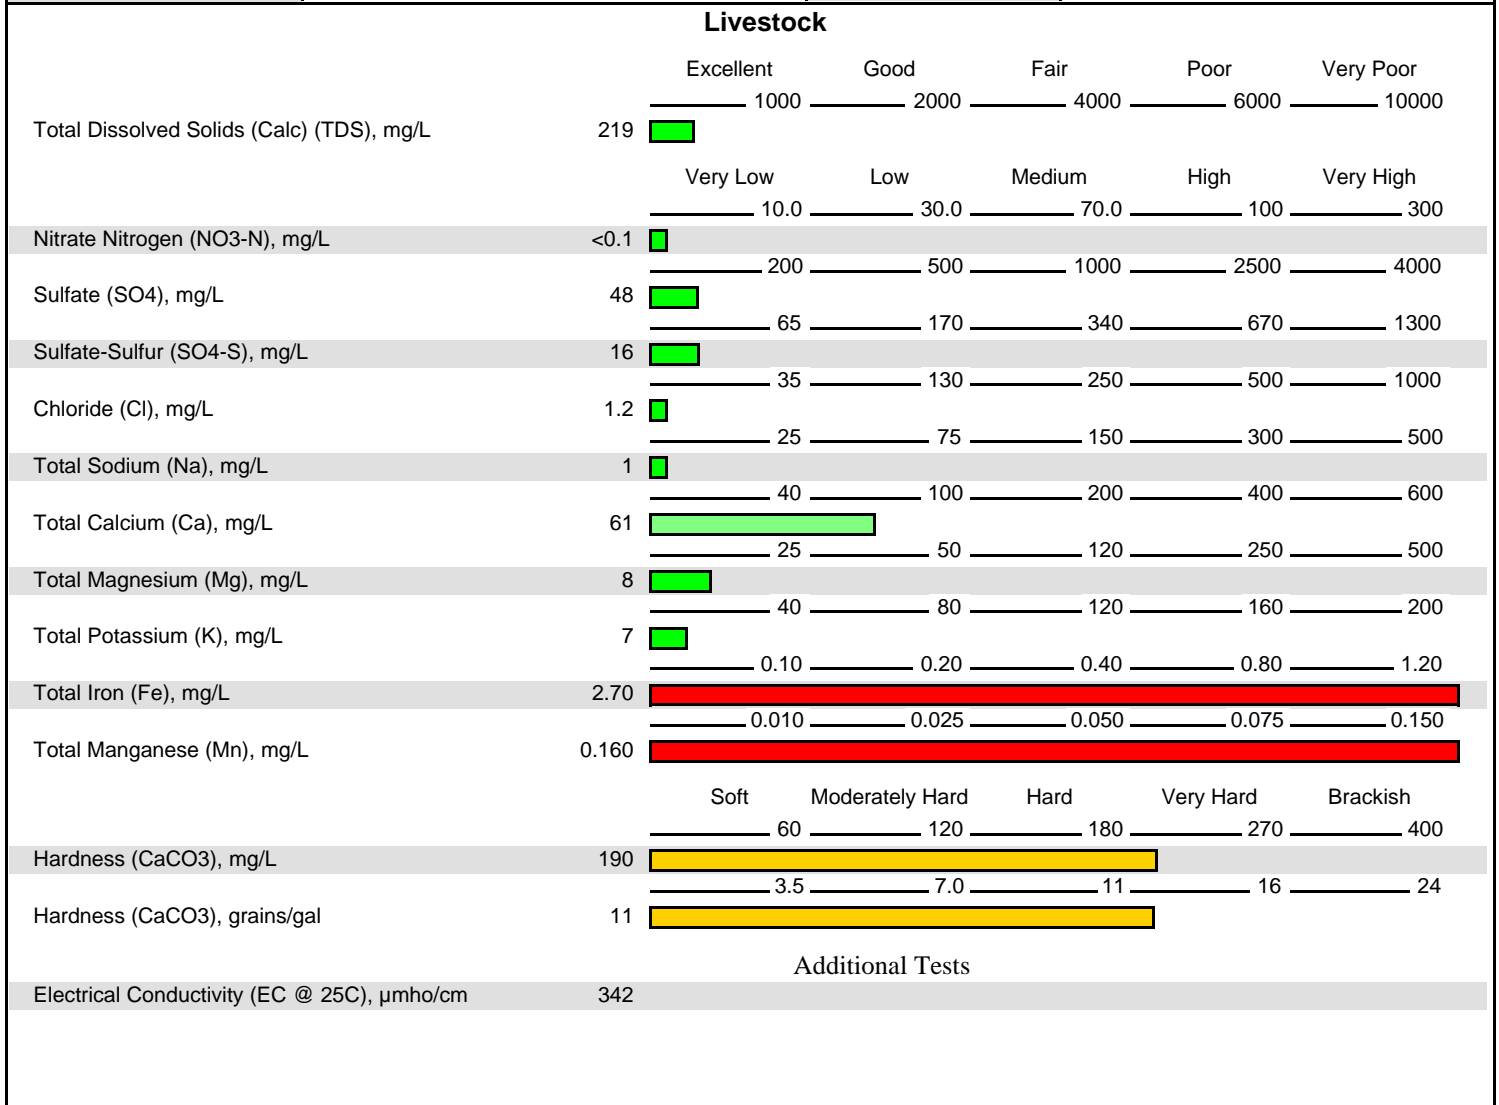 Livestock
Excellent Good Fair Poor Very Poor
1000 2000 4000 6000 10000
Total Dissolved Solids (Calc) (TDS), mg/L 219
Very Low Low Medium High Very High
10.0 30.0 70.0 100 300
Nitrate Nitrogen (NO3-N), mg/L <0.1
200 500 1000 2500 4000
Sulfate (SO4), mg/L 48
65 170 340 670 1300
Sulfate-Sulfur (SO4-S), mg/L 16
35 130 250 500 1000
Chloride (Cl), mg/L 1.2
25 75 150 300 500
Total Sodium (Na), mg/L 1
40 100 200 400 600
Total Calcium (Ca), mg/L 61
25 50 120 250 500
Total Magnesium (Mg), mg/L 8
40 80 120 160 200
Total Potassium (K), mg/L 7
0.10 0.20 0.40 0.80 1.20
Total Iron (Fe), mg/L 2.70
0.010 0.025 0.050 0.075 0.150
Total Manganese (Mn), mg/L 0.160
Soft Moderately Hard Hard Very Hard Brackish
60 120 180 270 400
Hardness (CaCO3), mg/L 190
3.5 7.0 11 16 24
Hardness (CaCO3), grains/gal 11
Additional Tests
Electrical Conductivity (EC @ 25C), µmho/cm 342